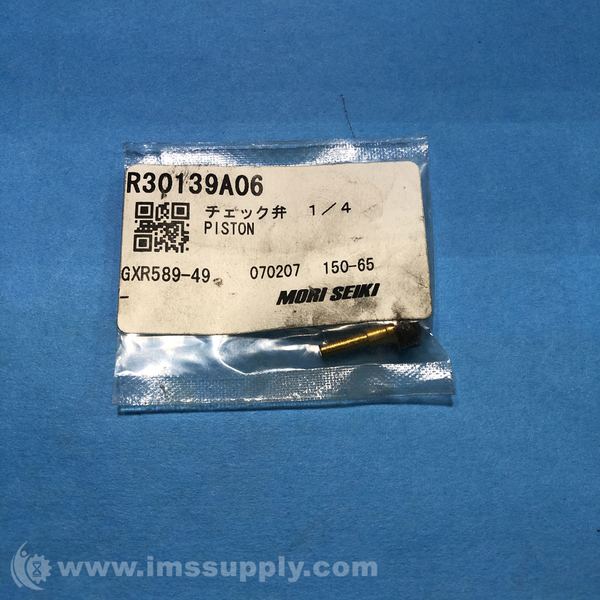 R30139A06
チェック弁 1/4
PISTON
GXR589-49 070207 150-65
-
MORI SEIKI
www.imssupply.com